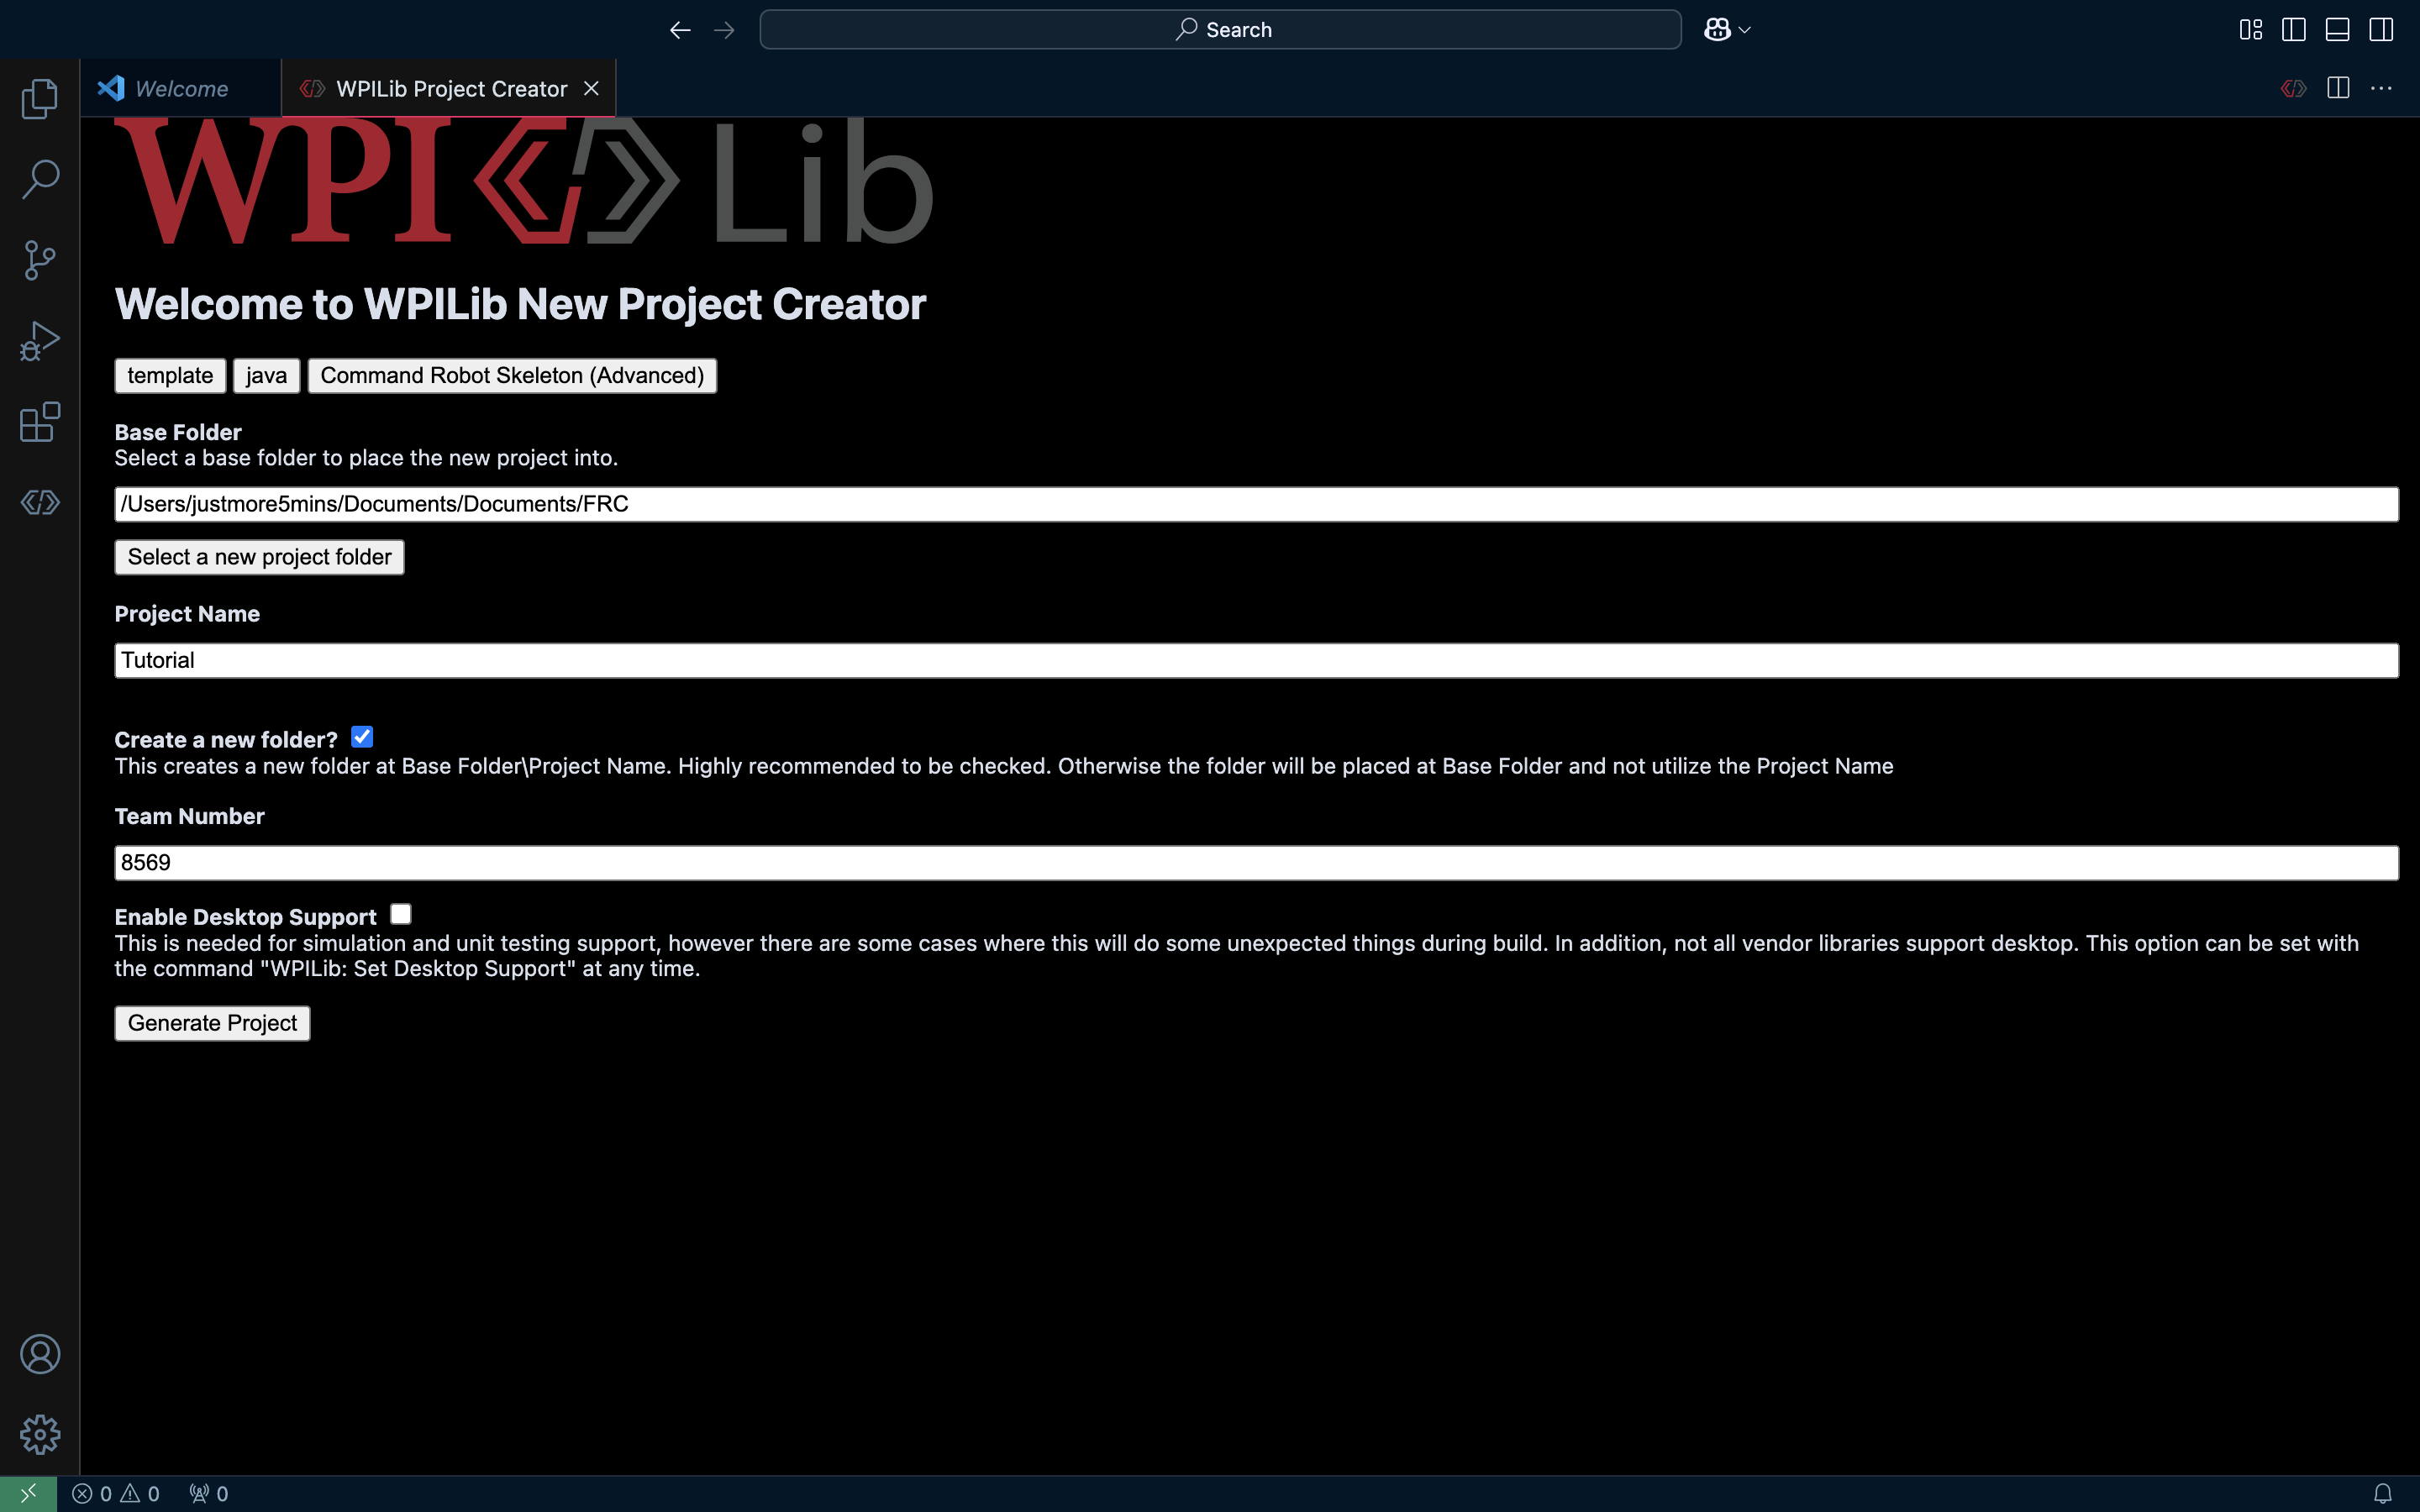 Search
Welcome
WPILib Project Creator
WPI Lib
Welcome to WPILib New Project Creator
template java Command Robot Skeleton (Advanced)
Base Folder
Select a base folder to place the new project into.
/Users/justmore5mins/Documents/Documents/FRC
Select a new project folder
Project Name
Tutorial
Create a new folder?
This creates a new folder at Base Folder\Project Name. Highly recommended to be checked. Otherwise the folder will be placed at Base Folder and not utilize the Project Name
Team Number
8569
Enable Desktop Support
This is needed for simulation and unit testing support, however there are some cases where this will do some unexpected things during build. In addition, not all vendor libraries support desktop. This option can be set with
the command "WPILib: Set Desktop Support" at any time.
Generate Project
0 0 0